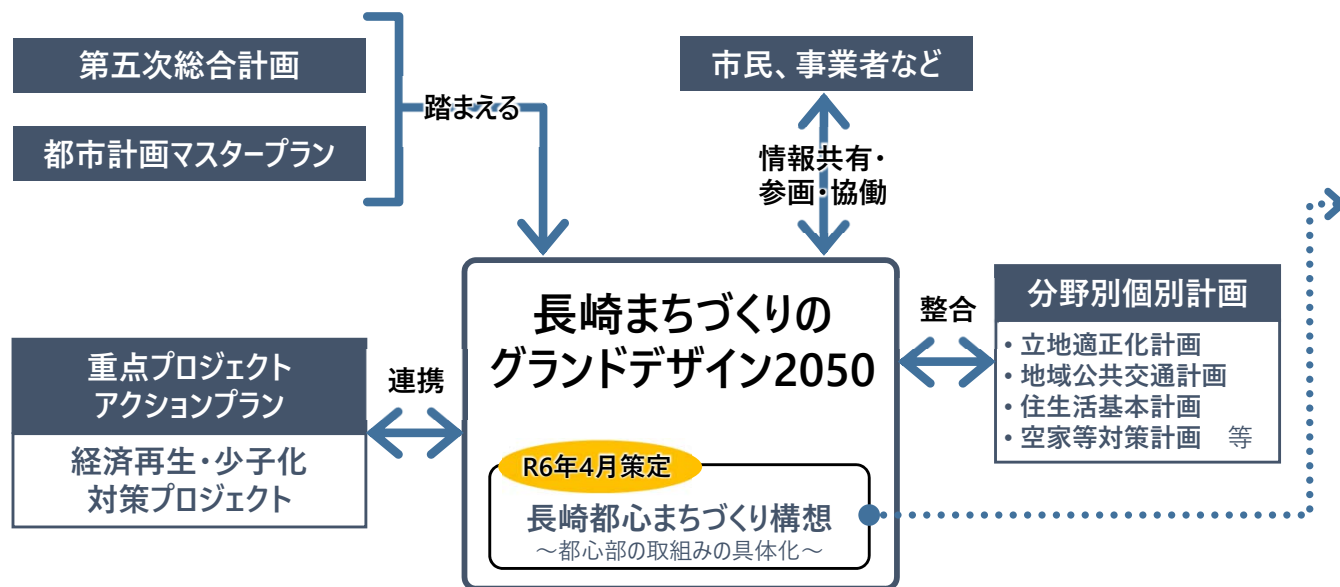 第五次総合計画
都市計画マスタープラン
踏まえる
市民、事業者など
情報共有・
参画・協働
長崎まちづくりの
グランドデザイン2050
R6年4月策定
長崎都心まちづくり構想
～都心部の取組みの具体化～
連携
重点プロジェクト
アクションプラン
経済再生・少子化
対策プロジェクト
整合
分野別個別計画
・立地適正化計画
・地域公共交通計画
・住生活基本計画
・空家等対策計画 等